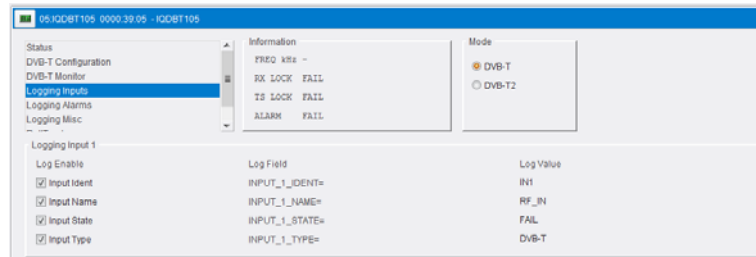 05:IQDBT105 0000:39:05 - IQDBT105
Status
DVB-T Configuration
DVB-T Monitor
Logging Inputs
Logging Alarms
Logging Misc
Information
FREQ kHz -
RX LOCK FAIL
TS LOCK FAIL
ALARM FAIL
Mode
DVB-T
DVB-T2
Logging Input 1
Log Enable Log Field Log Value
Input Ident INPUT_1_IDENT= IN1
Input Name INPUT_1_NAME= RF_IN
Input State INPUT_1_STATE= FAIL
Input Type INPUT_1_TYPE= DVB-T